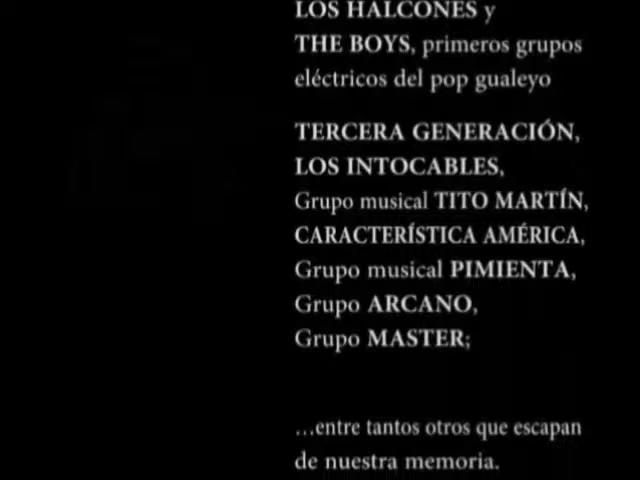 LOS HALCONES y
THE BOYS, primeros grupos
eléctricos del pop gualeyo
TERCERA GENERACIÓN,
LOS INTOCABLES,
Grupo musical TITO MARTÍN,
CARACTERÍSTICA AMÉRICA,
Grupo musical PIMIENTA,
Grupo ARCANO,
Grupo MASTER;
...entre tantos otros que escapan
de nuestra memoria.